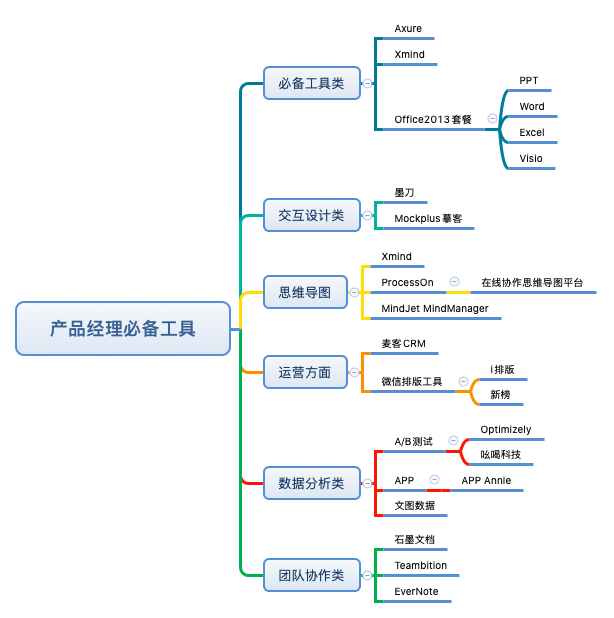 产品经理必备工具
必备工具类
Axure
Xmind
Office2013套餐
PPT
Word
Excel
Visio
交互设计类
墨刀
Mockplus摹客
思维导图
Xmind
ProcessOn
在线协作思维导图平台
MindJet MindManager
运营方面
麦客CRM
微信排版工具
i排版
新榜
数据分析类
A/B测试
Optimizely
吆喝科技
APP
APP Annie
文图数据
团队协作类
石墨文档
Teambition
EverNote